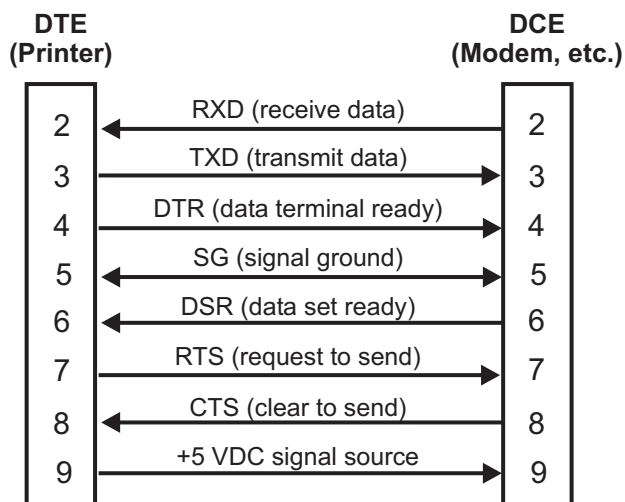 DTE DCE
(Printer) (Modem, etc.)
2 RXD (receive data) 2
3 TXD (transmit data) 3
4 DTR (data terminal ready) 4
5 SG (signal ground) 5
6 DSR (data set ready) 6
7 RTS (request to send) 7
8 CTS (clear to send) 8
9 +5 VDC signal source 9